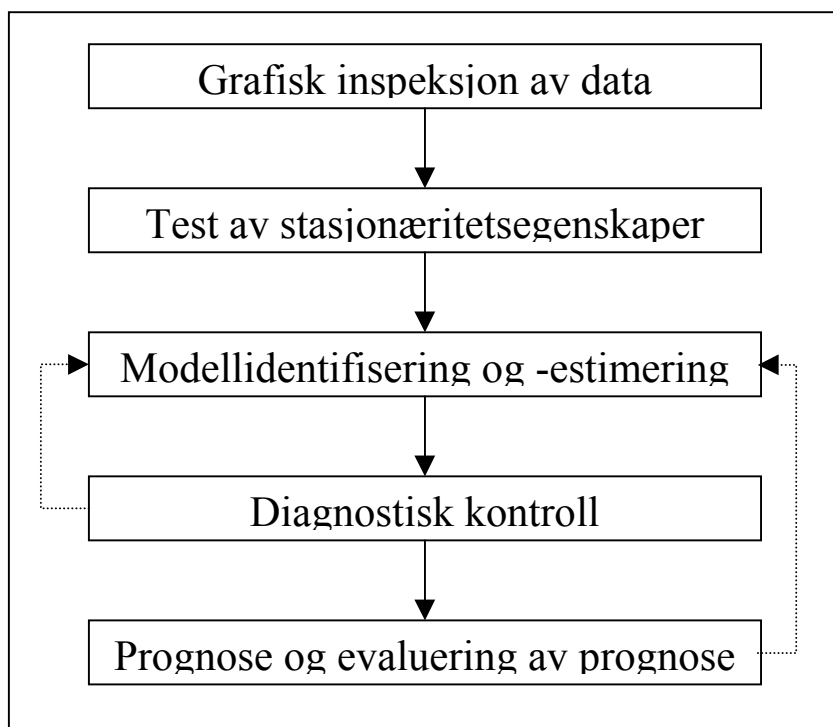 Grafisk inspeksjon av data
Test av stasjonæritetsegenskaper
Modellidentifisering og -estimering
Diagnostisk kontroll
Prognose og evaluering av prognose